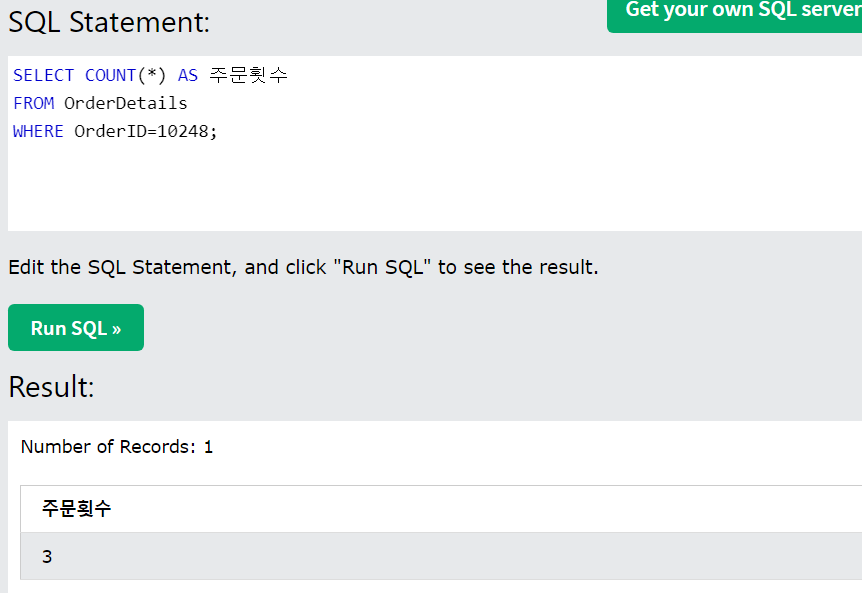 SQL Statement:
Get your own SQL server
SELECT COUNT(*) AS 주문횟수
FROM OrderDetails
WHERE OrderID=10248;
Edit the SQL Statement, and click "Run SQL" to see the result.
Run SQL »
Result:
Number of Records: 1
주문횟수
3